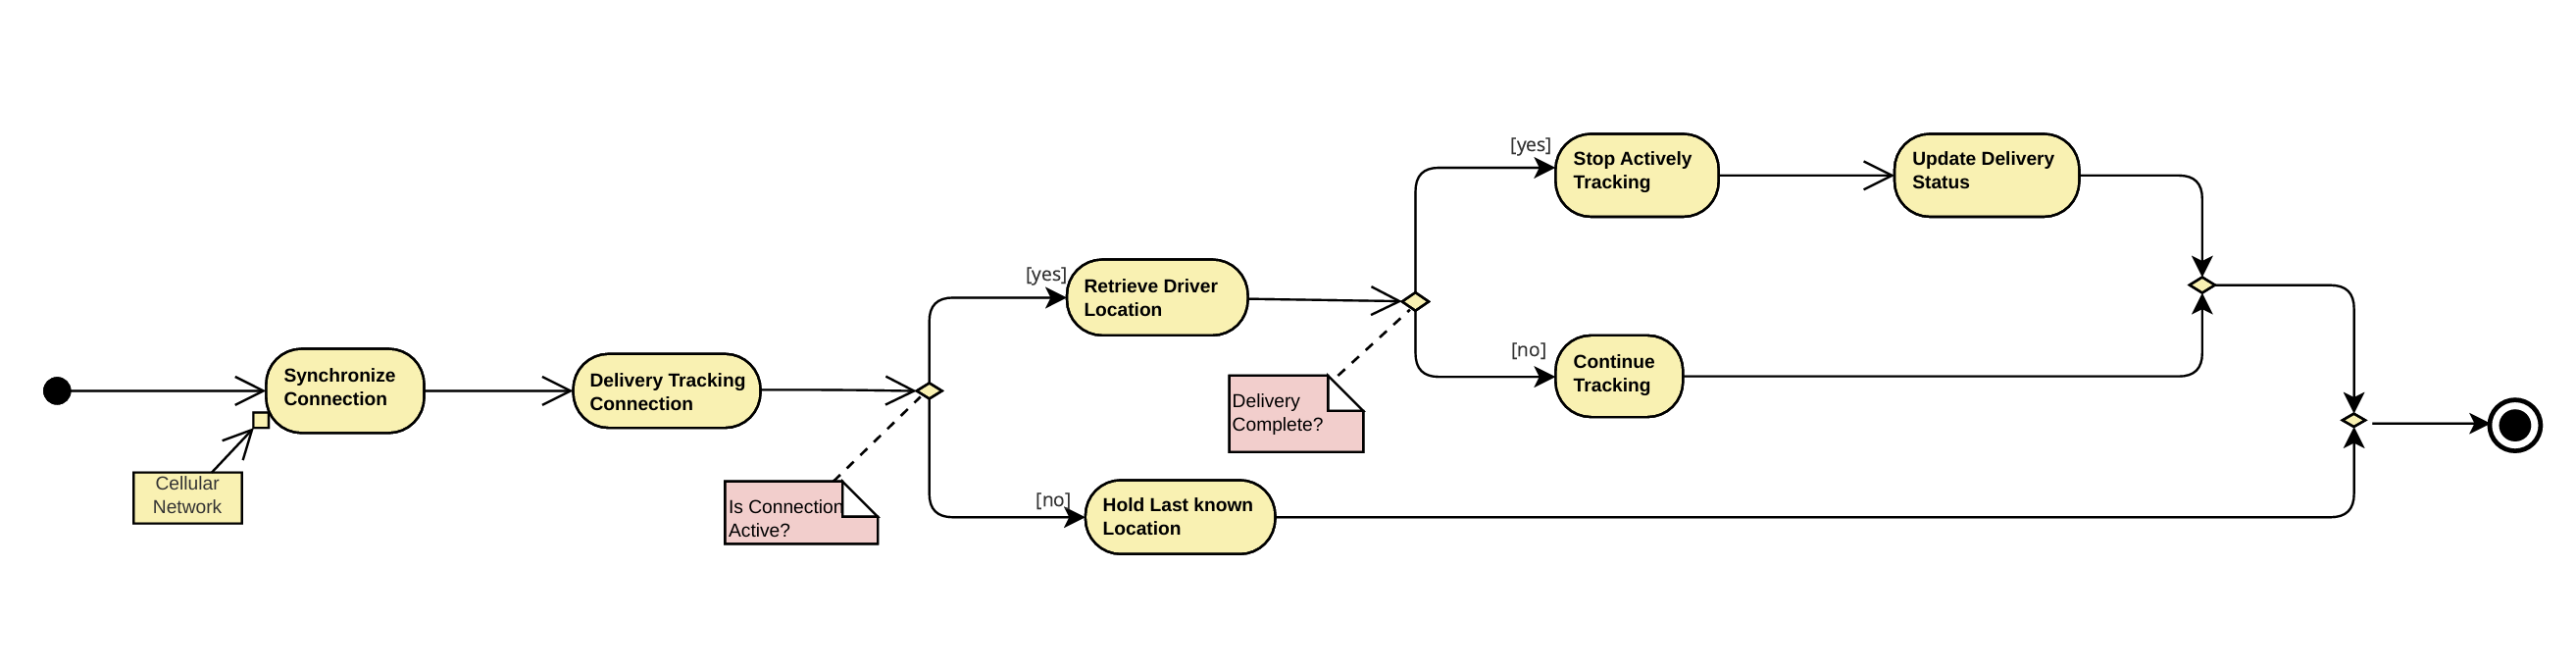 Synchronize
Connection
Cellular
Network
Delivery Tracking
Connection
Is Connection
Active?
[yes]
Retrieve Driver
Location
[no]
Hold Last known
Location
Delivery
Complete?
[yes]
Stop Actively
Tracking
Update Delivery
Status
[no]
Continue
Tracking